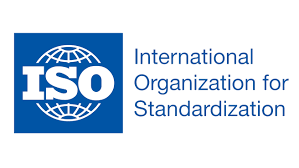 ISO
International
Organization for
Standardization